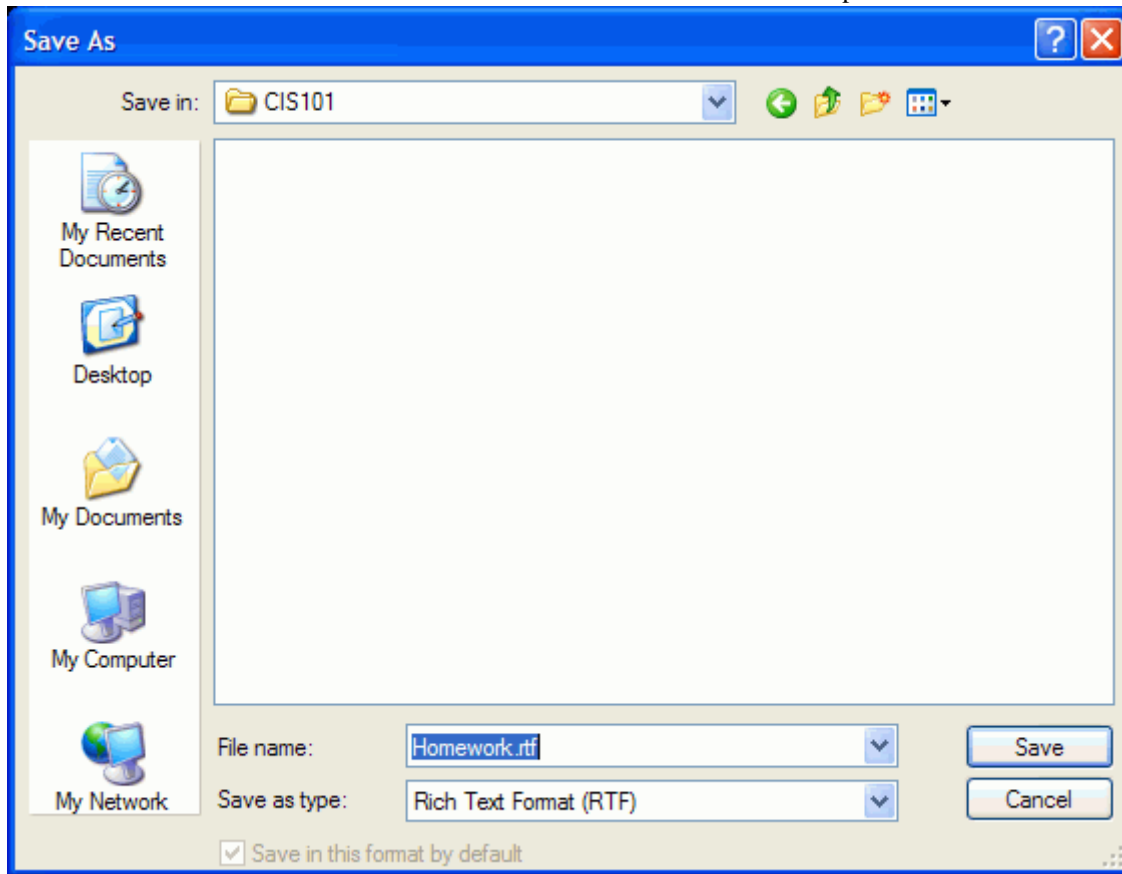 Save As
Save in:
CIS101
My Recent
Documents
Desktop
My Documents
My Computer
My Network
File name:
Homework.rtf
Save
Save as type:
Rich Text Format (RTF)
Cancel
Save in this format by default